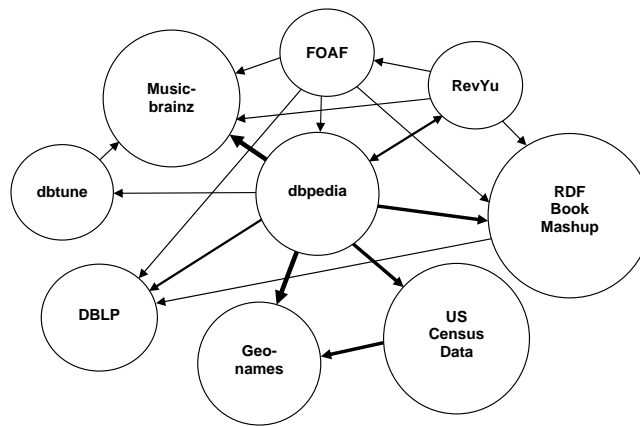 FOAF
Music-
brainz
RevYu
dbtune
dbpedia
RDF
Book
Mashup
DBLP
Geo-
names
US
Census
Data